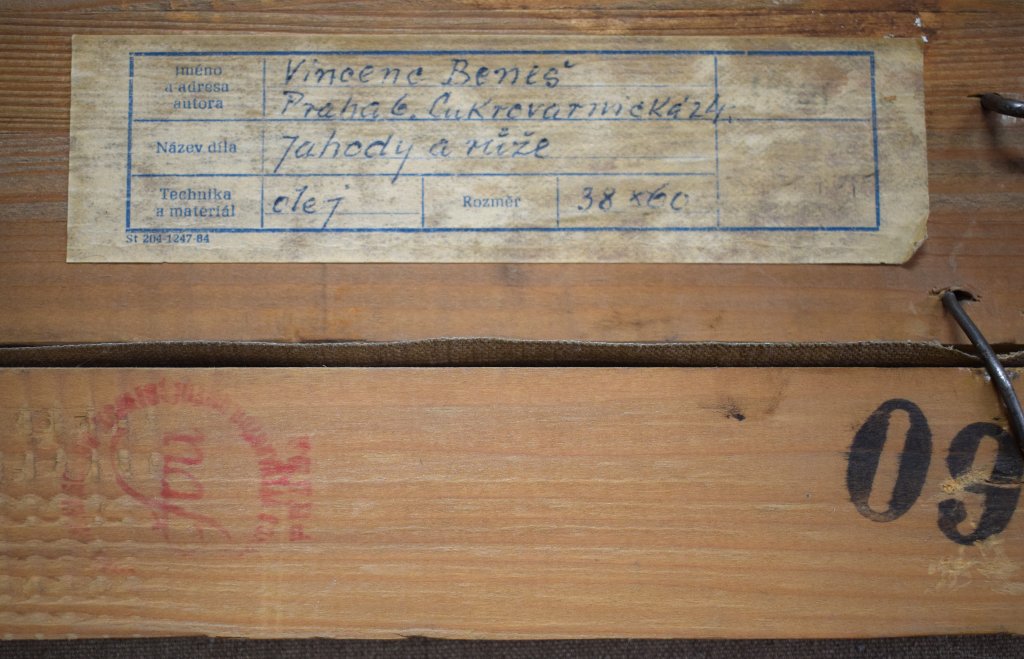 jméno
a adresa
autora
Vincenc Beneš
Praha 6. Cukrovarnická 24.
Název díla
Jahody a růže
Technika
a materiál
olej
Rozměr
38 x 60
St 204-1247-84
09